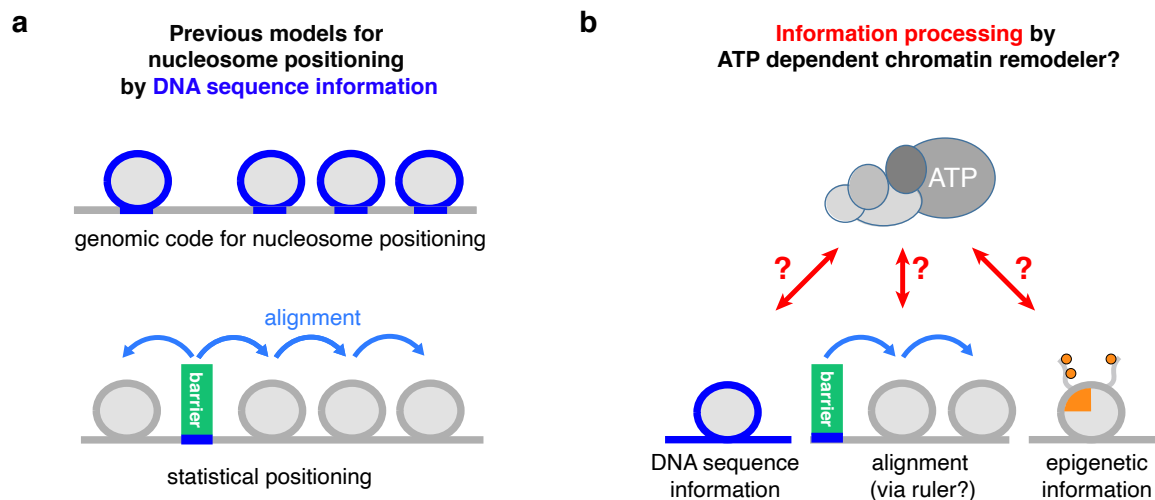 a
Previous models for
nucleosome positioning
by DNA sequence information
genomic code for nucleosome positioning
alignment
barrier
statistical positioning
b
Information processing by
ATP dependent chromatin remodeler?
ATP
?
?
?
barrier
DNA sequence
information
alignment
(via ruler?)
epigenetic
information